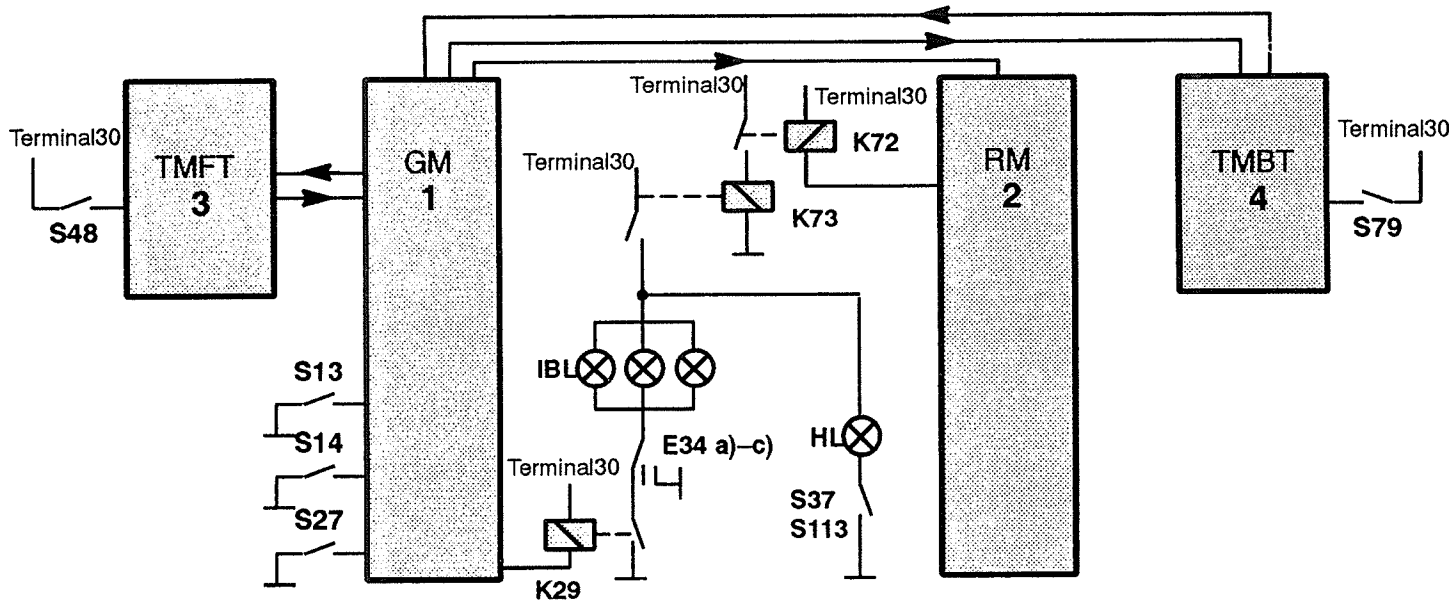 Terminal30
Terminal30
K72
Terminal30
TMFT
3
GM
1
Terminal30
K73
RM
2
TMBT
4
Terminal30
S48
S79
S13
IBL
S14
E34 a)–c)
HL
Terminal30
S37
S113
S27
K29